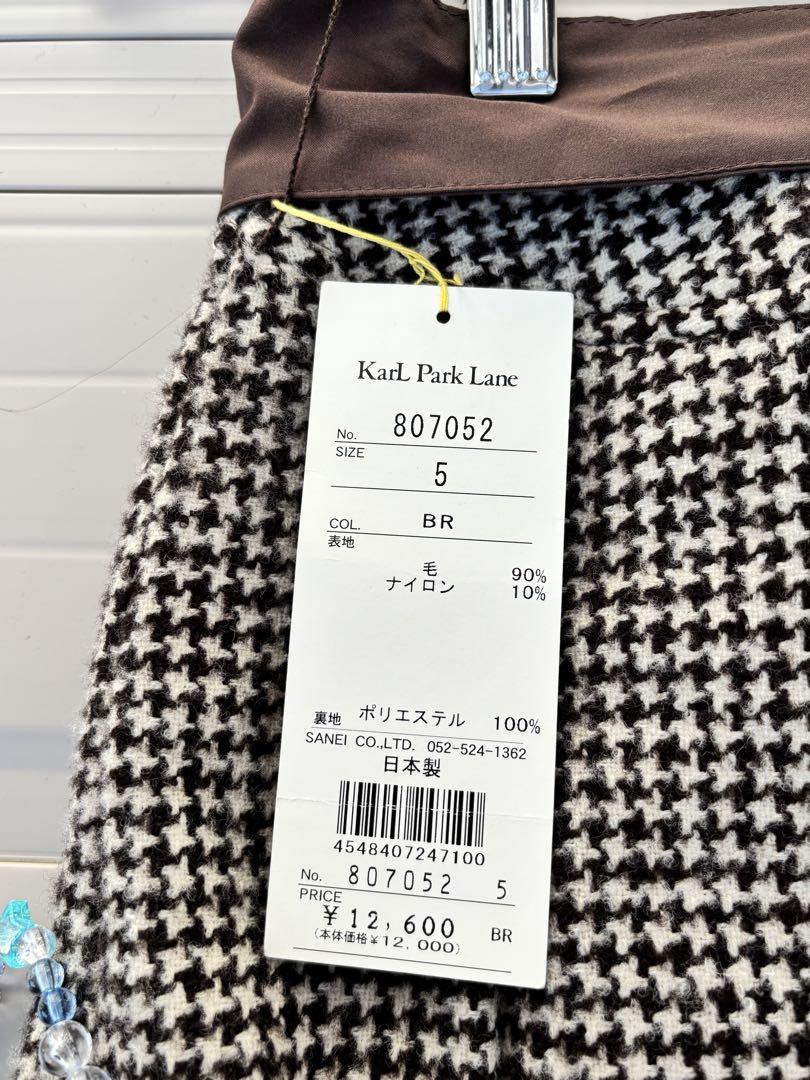 KarL Park Lane
No. 807052
SIZE
5
COL. BR
表地
毛 90%
ナイロン 10%
裏地 ポリエステル 100%
SANEI CO.,LTD. 052-524-1362
日本製
4548407247100
No. 807052 5
PRICE
¥12,600 BR
(本体価格¥12,000)